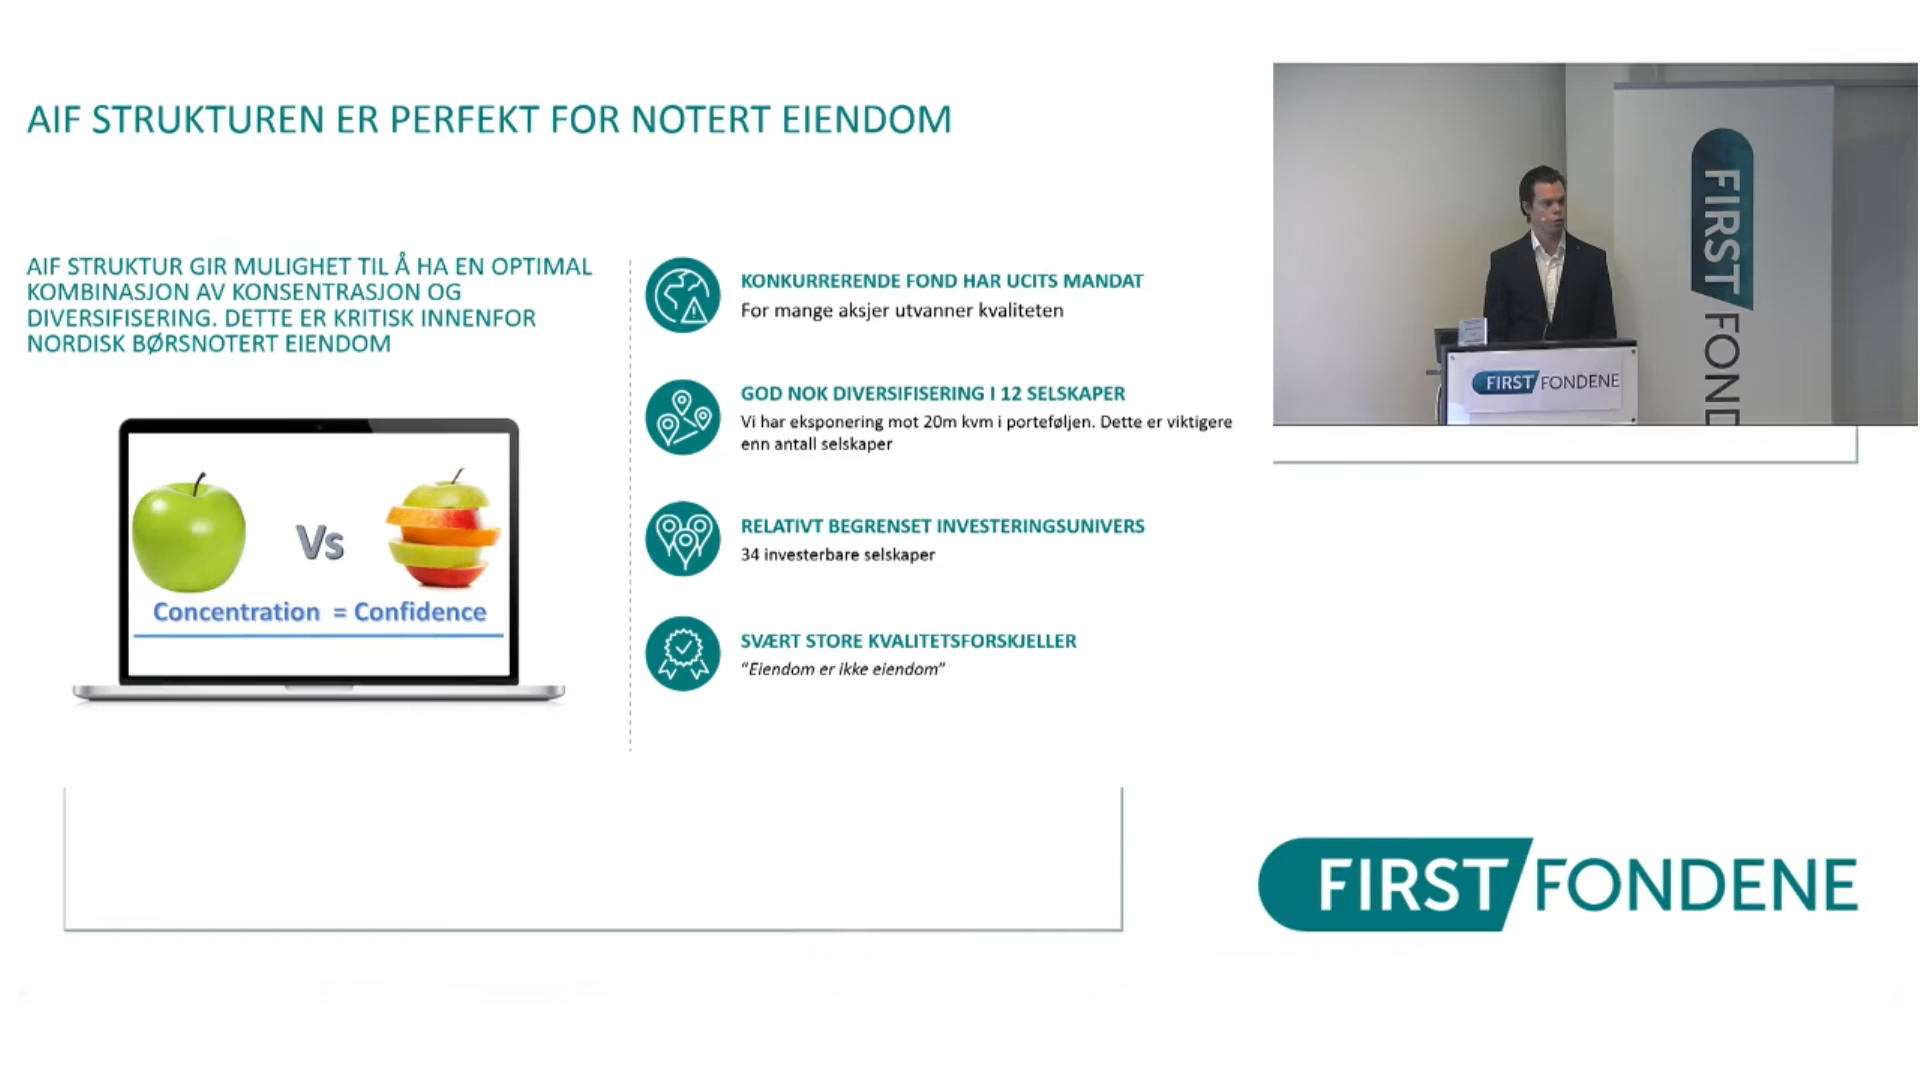 AIF STRUKTUREN ER PERFEKT FOR NOTERT EIENDOM
AIF STRUKTUR GIR MULIGHET TIL Å HA EN OPTIMAL
KOMBINASJON AV KONSENTRASJON OG
DIVERSIFISERING. DETTE ER KRITISK INNENFOR
NORDISK BØRSNOTERT EIENDOM
Vs
Concentration = Confidence
KONKURRERENDE FOND HAR UCITS MANDAT
For mange aksjer utvanner kvaliteten
GOD NOK DIVERSIFISERING I 12 SELSKAPER
Vi har eksponering mot 20m kvm i porteføljen. Dette er viktigere
enn antall selskaper
RELATIVT BEGRENSET INVESTERINGSUNIVERS
34 investerbare selskaper
SVÆRT STORE KVALITETSFORSKJELLER
“Eiendom er ikke eiendom”
FIRST FOND
FIRST FONDENE
FIRST FONDENE